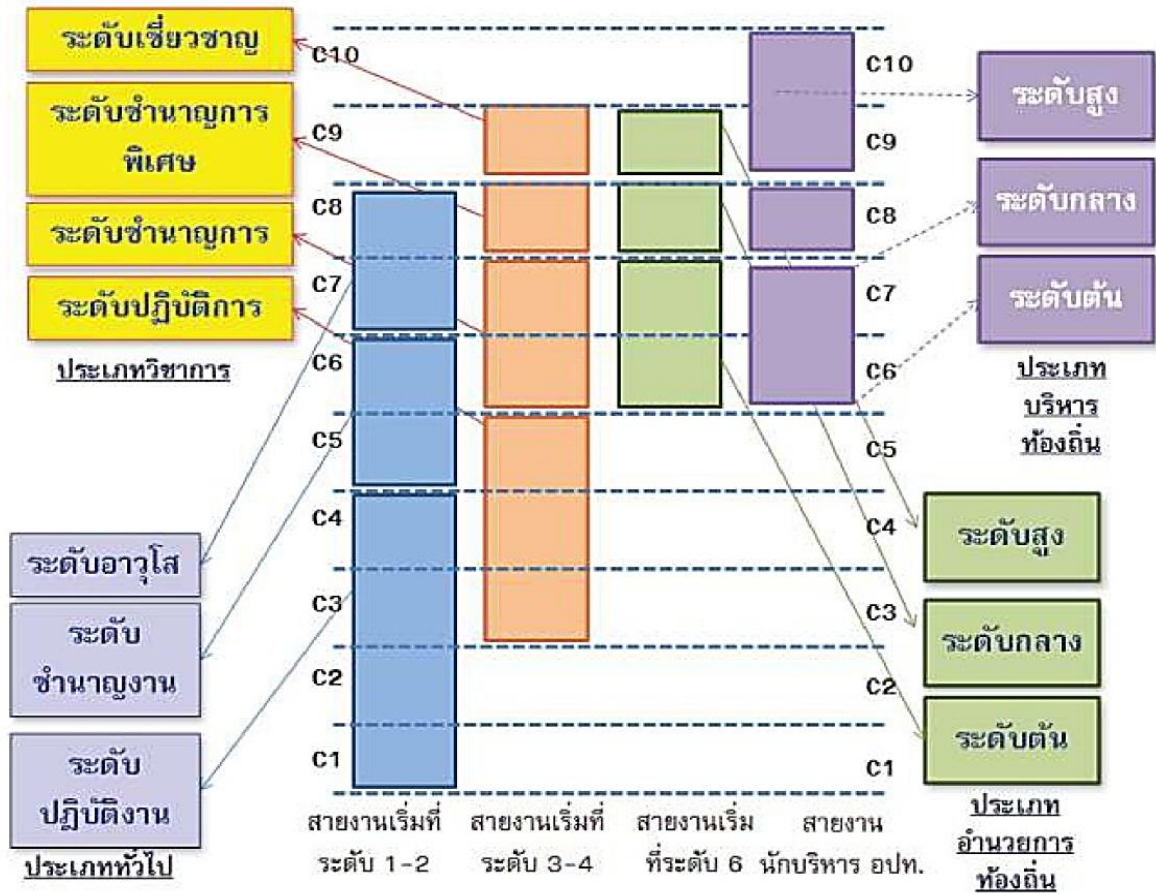 ระดับเชี่ยวชาญ
ระดับชำนาญการ
พิเศษ
ระดับชำนาญการ
ระดับปฏิบัติการ
ประเภทวิชาการ
ระดับอาวุโส
ระดับ
ชำนาญงาน
ระดับ
ปฏิบัติงาน
ประเภททั่วไป
C10
C9
C8
C7
C6
C5
C4
C3
C2
C1
สายงานเริ่มที่
ระดับ 1-2
สายงานเริ่มที่
ระดับ 3-4
สายงานเริ่ม
ที่ระดับ 6
สายงาน
นักบริหาร อปท.
C10
C9
C8
C7
C6
C5
C4
C3
C2
C1
ระดับสูง
ระดับกลาง
ระดับต้น
ประเภท
บริหาร
ท้องถิ่น
ระดับสูง
ระดับกลาง
ระดับต้น
ประเภท
อำนวยการ
ท้องถิ่น